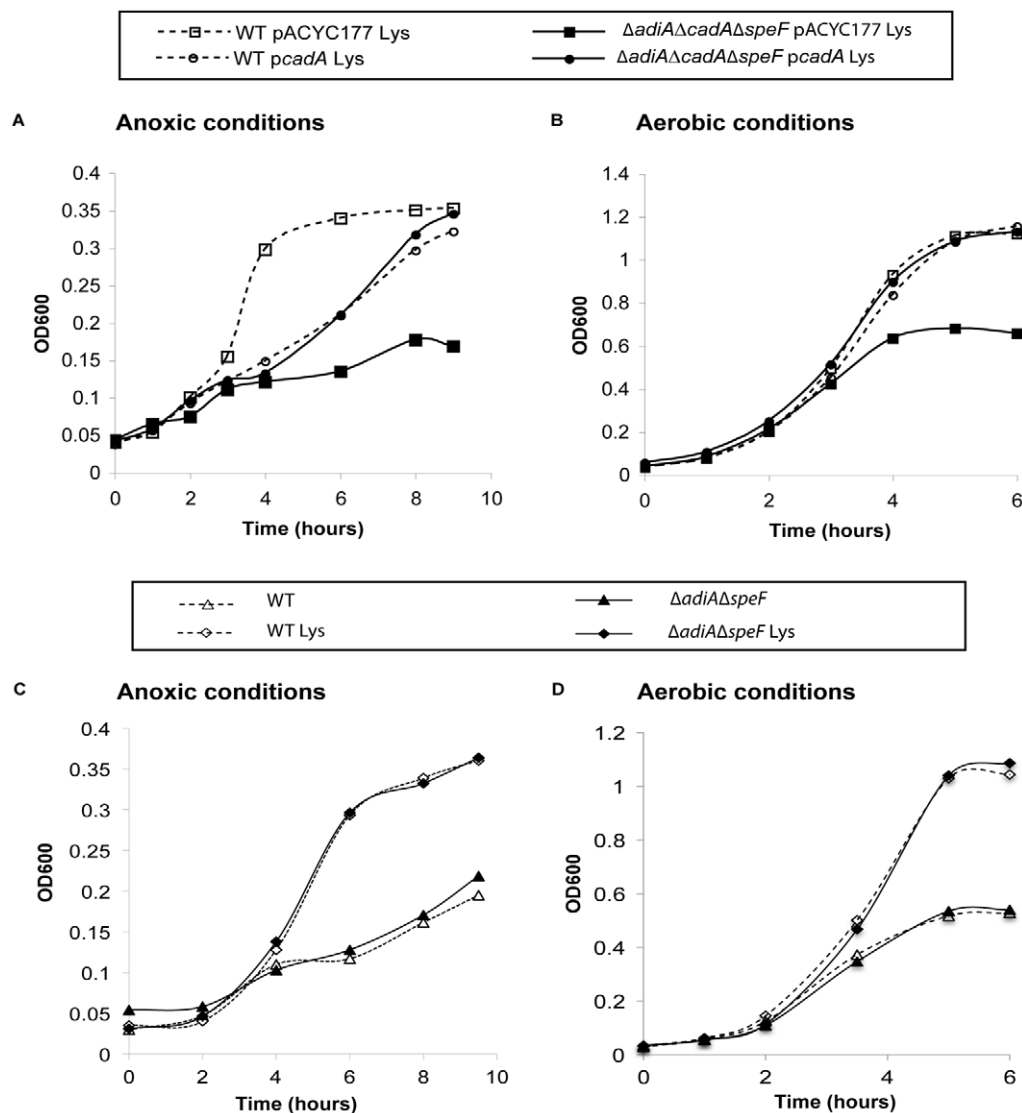 WT pACYC177 Lys
ΔadiAΔcadAΔspeF pACYC177 Lys
WT pcadA Lys
ΔadiAΔcadAΔspeF pcadA Lys
A Anoxic conditions
B Aerobic conditions
0.4
0.35
0.3
0.25
0.2
0.15
0.1
0.05
0
OD600
0 2 4 6 8 10
Time (hours)
1.4
1.2
1
0.8
0.6
0.4
0.2
0
OD600
0 2 4 6
Time (hours)
WT
ΔadiAΔspeF
WT Lys
ΔadiAΔspeF Lys
C Anoxic conditions
D Aerobic conditions
0.4
0.35
0.3
0.25
0.2
0.15
0.1
0.05
0
OD600
0 2 4 6 8 10
Time (hours)
1.2
1
0.8
0.6
0.4
0.2
0
OD600
0 2 4 6
Time (hours)